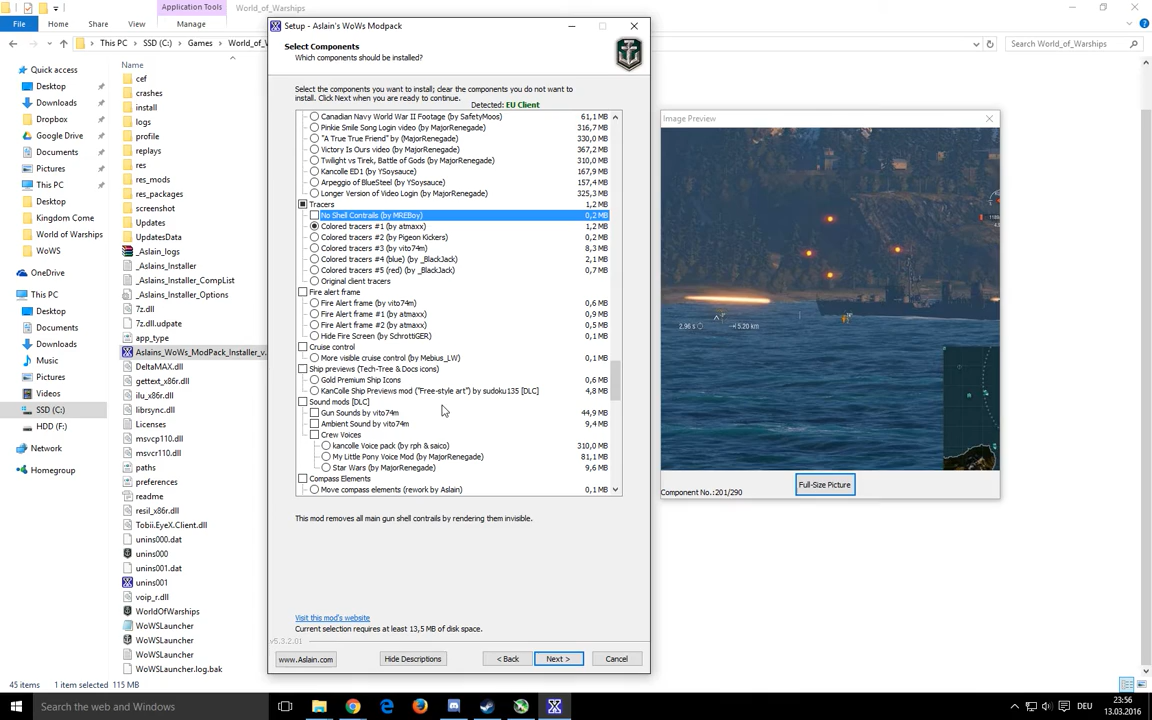 Application Tools
World_of_Warships
File
Home
Share
View
Manage
This PC
SSD (C:)
Games
World_of_W
Search World_of_Warships
Quick access
Desktop
Downloads
Dropbox
Google Drive
Documents
Pictures
This PC
Desktop
Kingdom Come
World of Warships
WoWS
OneDrive
This PC
Desktop
Documents
Downloads
Music
Pictures
Videos
SSD (C:)
HDD (F:)
Network
Homegroup
45 items
1 item selected
115 MB
Name
cef
crashes
install
logs
profile
replays
res
res_mods
res_packages
screenshot
Updates
UpdatesData
_Aslain_logs
_Aslains_Installer
_Aslains_Installer_CompList
_Aslains_Installer_Options
7z.dll
7z.dll.udpate
app_type
Aslains_WoWs_ModPack_Installer_v.
DeltaMAX.dll
gettext_x86r.dll
ilu_x86r.dll
librsync.dll
Licenses
msvcp110.dll
msvcr110.dll
paths
preferences
readme
resil_x86r.dll
Tobii.EyeX.Client.dll
unins000.dat
unins000
unins001.dat
unins001
voip_r.dll
WorldOfWarships
WoWSLauncher
WoWSLauncher
WoWSLauncher
WoWSLauncher.log.bak
Setup - Aslain's WoWs Modpack
Select Components
Which components should be installed?
Select the components you want to install; clear the components you do not want to
install. Click Next when you are ready to continue.
Detected: EU Client
Canadian Navy World War II Footage (by SafetyMoos) 61,1 MB
Pinkie Smile Song Login video (by MajorRenegade) 316,7 MB
"A True True Friend" by (MajorRenegade) 330,0 MB
Victory Is Ours video (by MajorRenegade) 367,2 MB
Twilight vs Tirek, Battle of Gods (by MajorRenegade) 310,0 MB
Kancolle ED1 (by YSoysauce) 167,9 MB
Arpeggio of BlueSteel (by YSoysauce) 157,4 MB
Longer Version of Video Login (by MajorRenegade) 325,3 MB
Tracers 1,2 MB
No Shell Contrails (by MREBoy) 0,2 MB
Colored tracers #1 (by atmaxx) 1,2 MB
Colored tracers #2 (by Pigeon Kickers) 0,2 MB
Colored tracers #3 (by vito74m) 8,3 MB
Colored tracers #4 (blue) (by _BlackJack) 2,1 MB
Colored tracers #5 (red) (by _BlackJack) 0,7 MB
Original client tracers
Fire alert frame
Fire Alert frame (by vito74m) 0,6 MB
Fire Alert frame #1 (by atmaxx) 0,9 MB
Fire Alert frame #2 (by atmaxx) 0,5 MB
Hide Fire Screen (by SchrottiGER) 0,1 MB
Cruise control
More visible cruise control (by Mebius_LW) 0,1 MB
Ship previews (Tech-Tree & Docs icons)
Gold Premium Ship Icons 0,6 MB
KanColle Ship Previews mod ("Free-style art") by sudoku135 [DLC] 4,8 MB
Sound mods [DLC]
Gun Sounds by vito74m 44,9 MB
Ambient Sound by vito74m 9,4 MB
Crew Voices
kancolle Voice pack (by rph & saico) 310,0 MB
My Little Pony Voice Mod (by MajorRenegade) 81,1 MB
Star Wars (by MajorRenegade) 9,6 MB
Compass Elements
Move compass elements (rework by Aslain) 0,1 MB
This mod removes all main gun shell contrails by rendering them invisible.
Visit this mod's website
Current selection requires at least 13,5 MB of disk space.
v5.3.2.01
www.Aslain.com
Hide Descriptions
< Back
Next >
Cancel
Image Preview
2.96 s
5.20 km
Full-Size Picture
Component No.:201/290
Search the web and Windows
DEU
23:56
13.03.2016